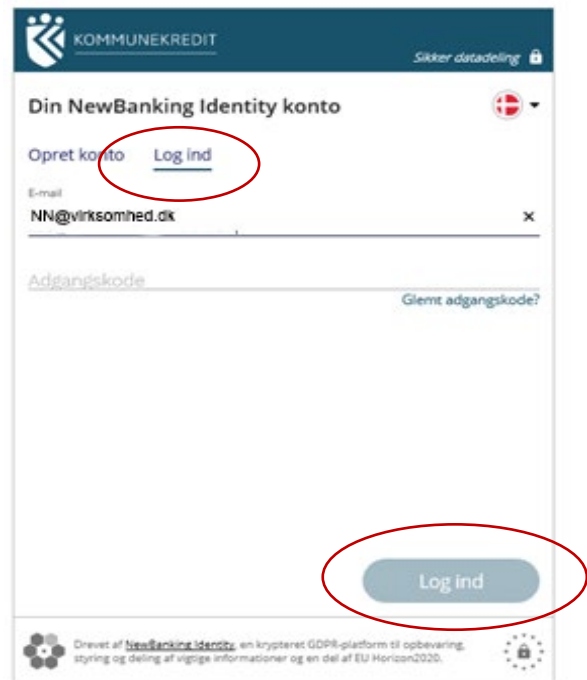 KOMMUNEKREDIT
Sikker datadeling
Din NewBanking Identity konto
Opret konto Log ind
E-mail
NN@virksomhed.dk ×
Adgangskode
Glemt adgangskode?
Log ind
Drevet af NewBanking Identity, en krypteret GDPR-platform til opbevaring,
styring og deling af vigtige informationer og en del af EU Horizon2020.